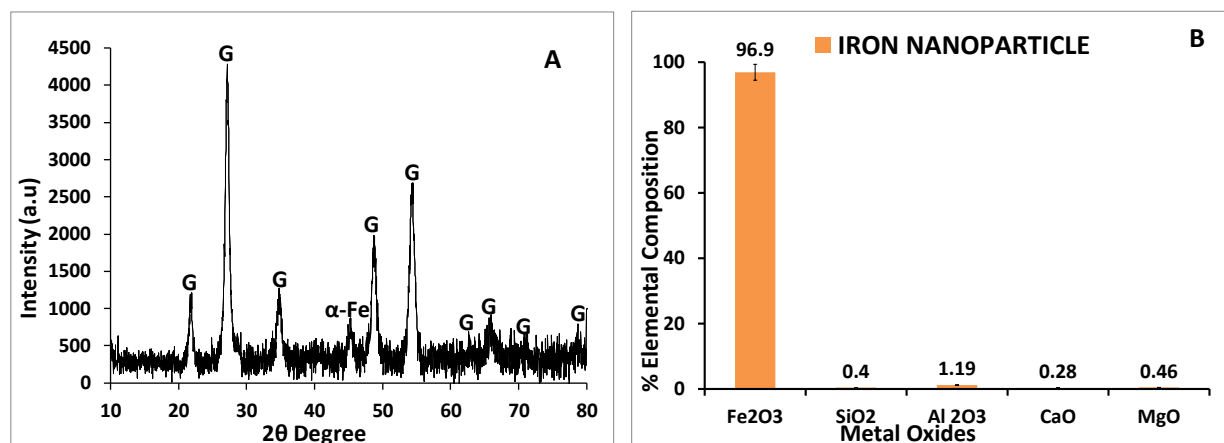 A
Intensity (a.u)
4500
4000
3500
3000
2500
2000
1500
1000
500
0
G
G
G
α-Fe
G
G
G
G
G
G
10 20 30 40 50 60 70 80
2θ Degree
B
IRON NANOPARTICLE
% Elemental Composition
100
80
60
40
20
0
96.9
0.4
1.19
0.28
0.46
Fe2O3 SiO2 Al 2O3 CaO MgO
Metal Oxides